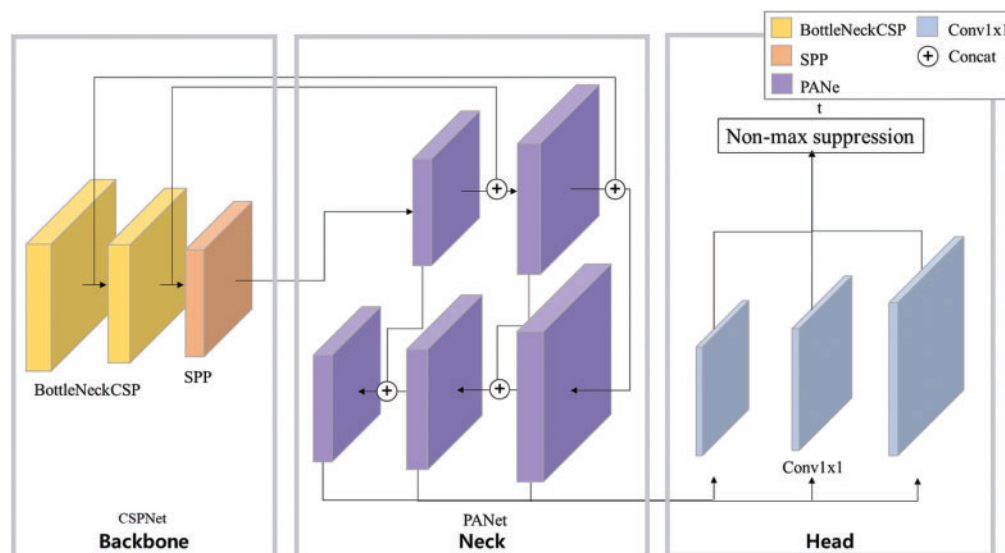 BottleNeckCSP
Conv1x1
SPP
+ Concat
PANe
t
Non-max suppression
+
+
+
+
BottleNeckCSP
SPP
Conv1x1
CSPNet
Backbone
PANet
Neck
Head